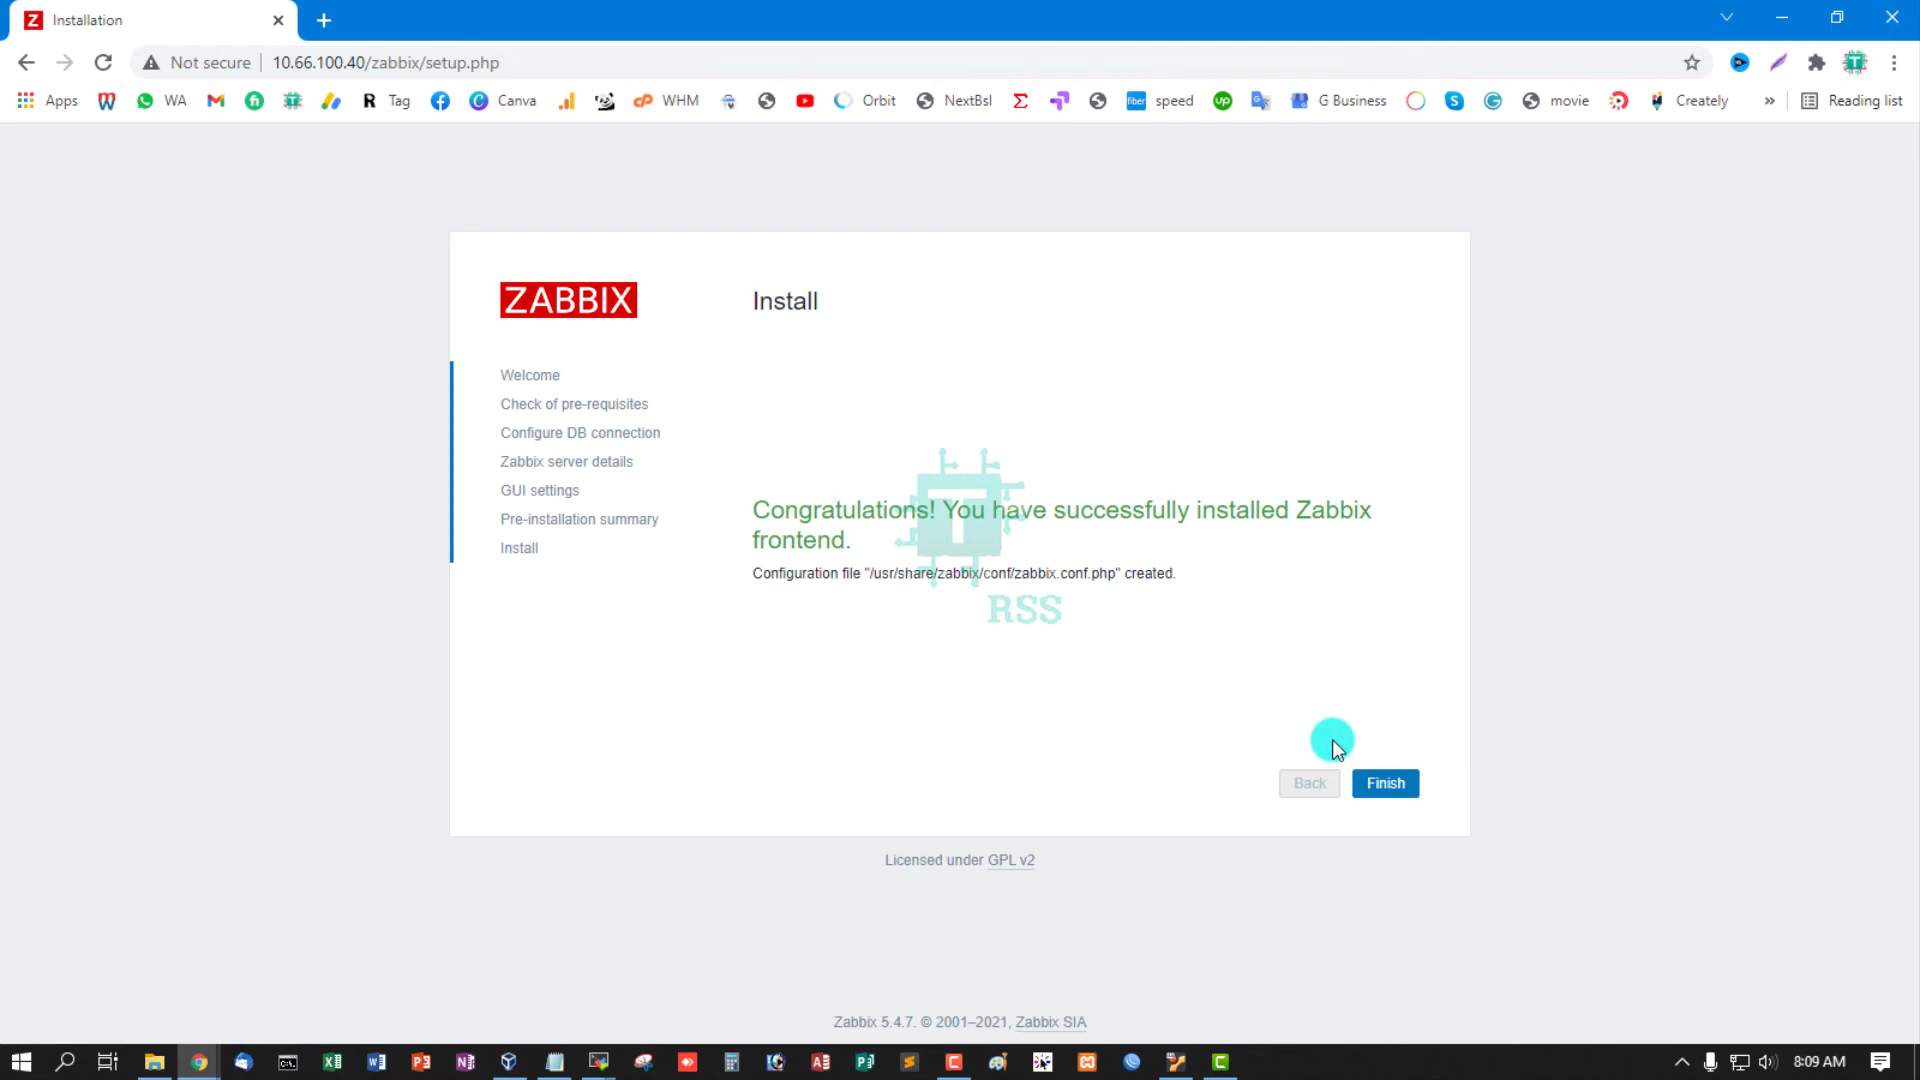 Installation
Not secure
10.66.100.40/zabbix/setup.php
Apps
WA
Tag
Canva
WHM
Orbit
NextBsl
fiber
speed
G Business
movie
Creately
»
Reading list
ZABBIX
Install
Welcome
Check of pre-requisites
Configure DB connection
Zabbix server details
GUI settings
Pre-installation summary
Install
Congratulations! You have successfully installed Zabbix
frontend.
Configuration file "/usr/share/zabbix/conf/zabbix.conf.php" created.
RSS
Back
Finish
Licensed under GPL v2
Zabbix 5.4.7. © 2001–2021, Zabbix SIA
8:09 AM